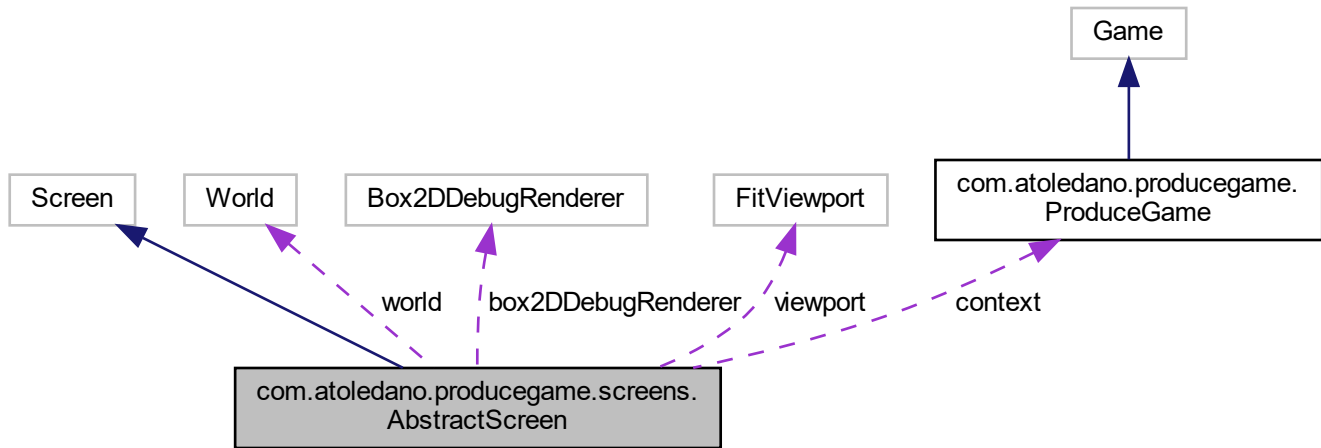 Game
Screen
World
Box2DDebugRenderer
FitViewport
com.atoledano.producegame.
ProduceGame
world
box2DDebugRenderer
viewport
context
com.atoledano.producegame.screens.
AbstractScreen